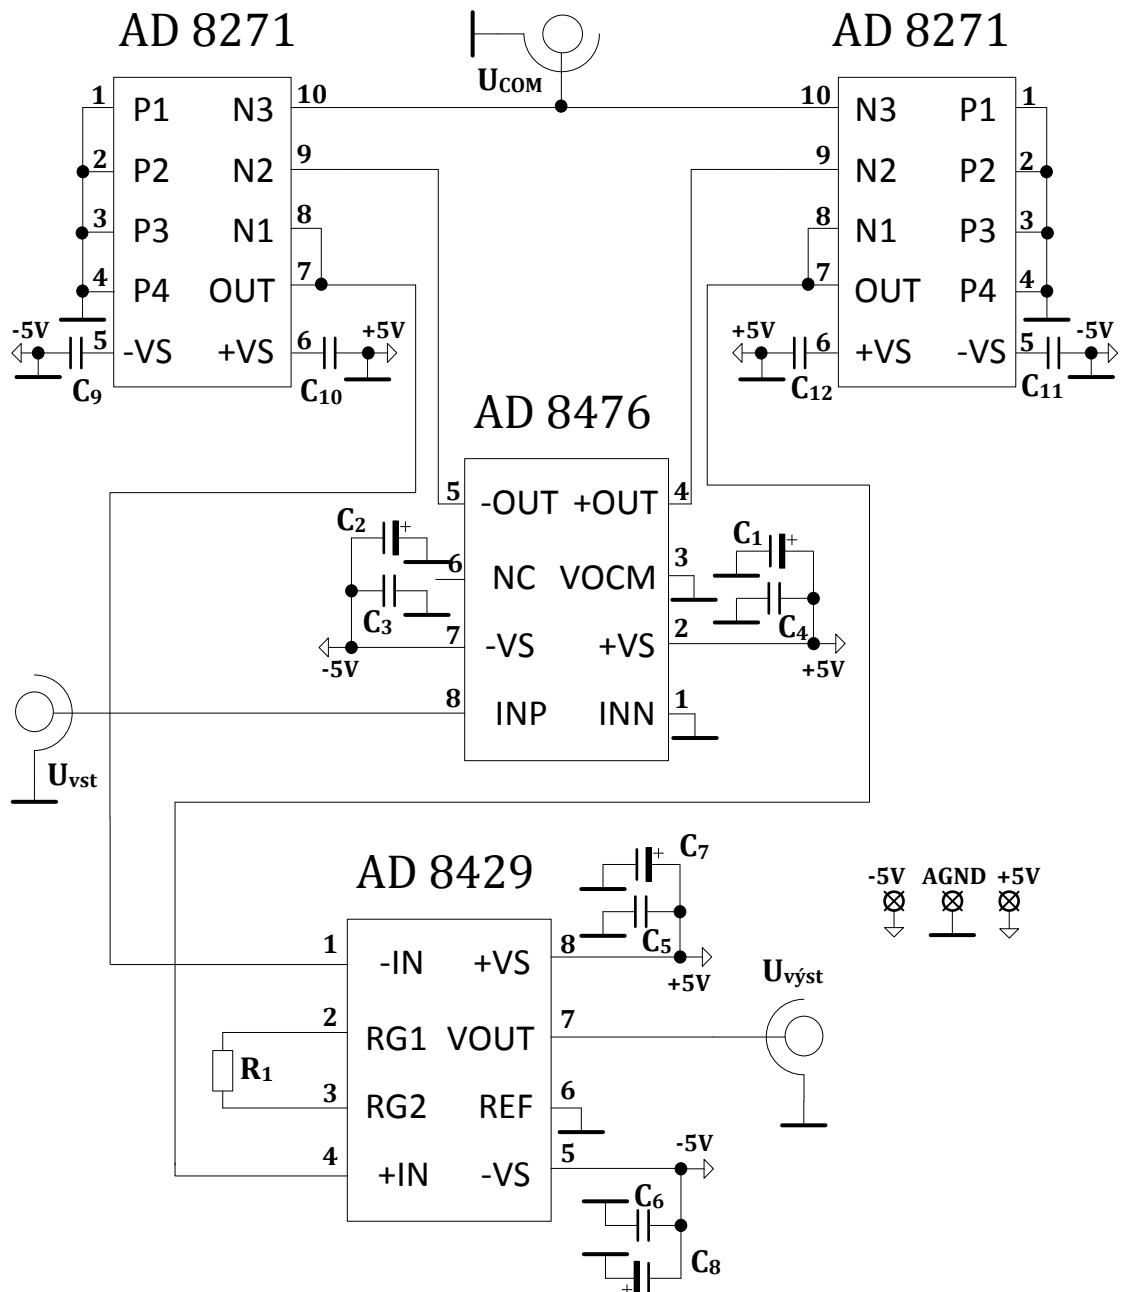 AD 8271
AD 8271
U_COM
1 P1 N3 10
2 P2 N2 9
3 P3 N1 8
4 P4 OUT 7
-5V 5 -VS +VS 6 +5V
C9 C10
10 N3 P1 1
9 N2 P2 2
8 N1 P3 3
7 OUT P4 4
+5V 6 +VS -VS 5 -5V
C12 C11
AD 8476
5 -OUT +OUT 4
C2 C1
6 NC VOCM 3
C3 C4
7 -VS +VS 2
-5V +5V
8 INP INN 1
Uvst
AD 8429
C7
-5V AGND +5V
C5
1 -IN +VS 8
+5V
Uvýst
2 RG1 VOUT 7
R1
3 RG2 REF 6
4 +IN -VS 5
-5V
C6
C8